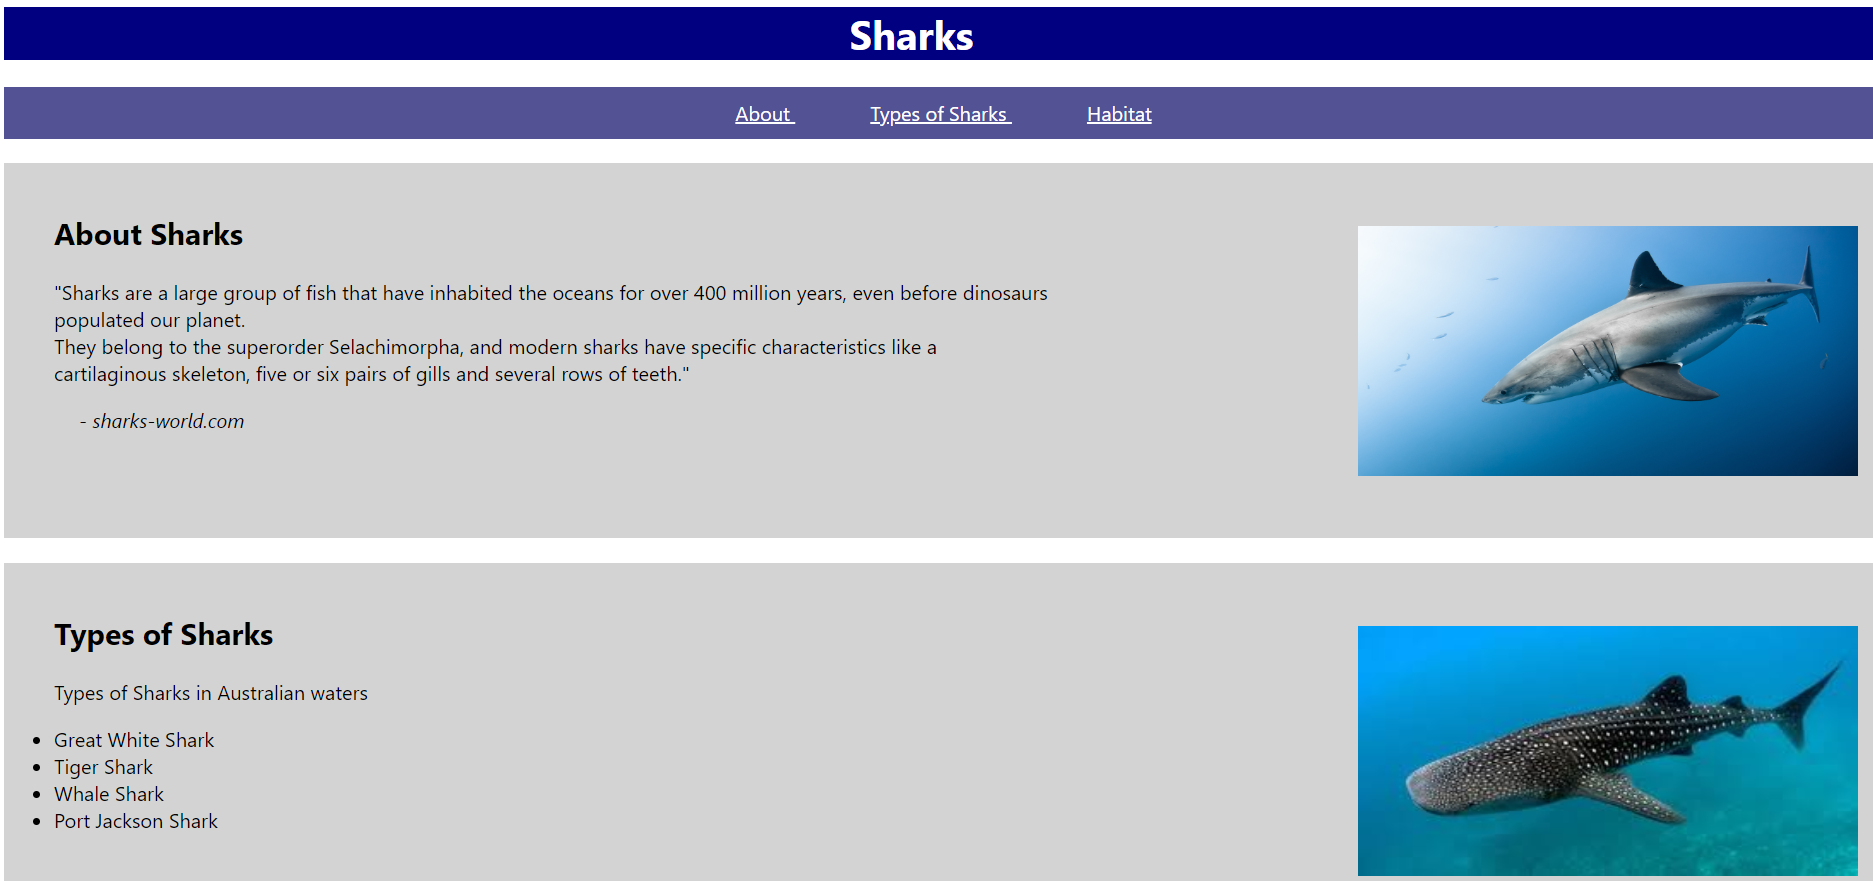 Sharks
About   Types of Sharks   Habitat
About Sharks
"Sharks are a large group of fish that have inhabited the oceans for over 400 million years, even before dinosaurs
populated our planet.
They belong to the superorder Selachimorpha, and modern sharks have specific characteristics like a
cartilaginous skeleton, five or six pairs of gills and several rows of teeth."
- sharks-world.com
Types of Sharks
Types of Sharks in Australian waters
• Great White Shark
• Tiger Shark
• Whale Shark
• Port Jackson Shark